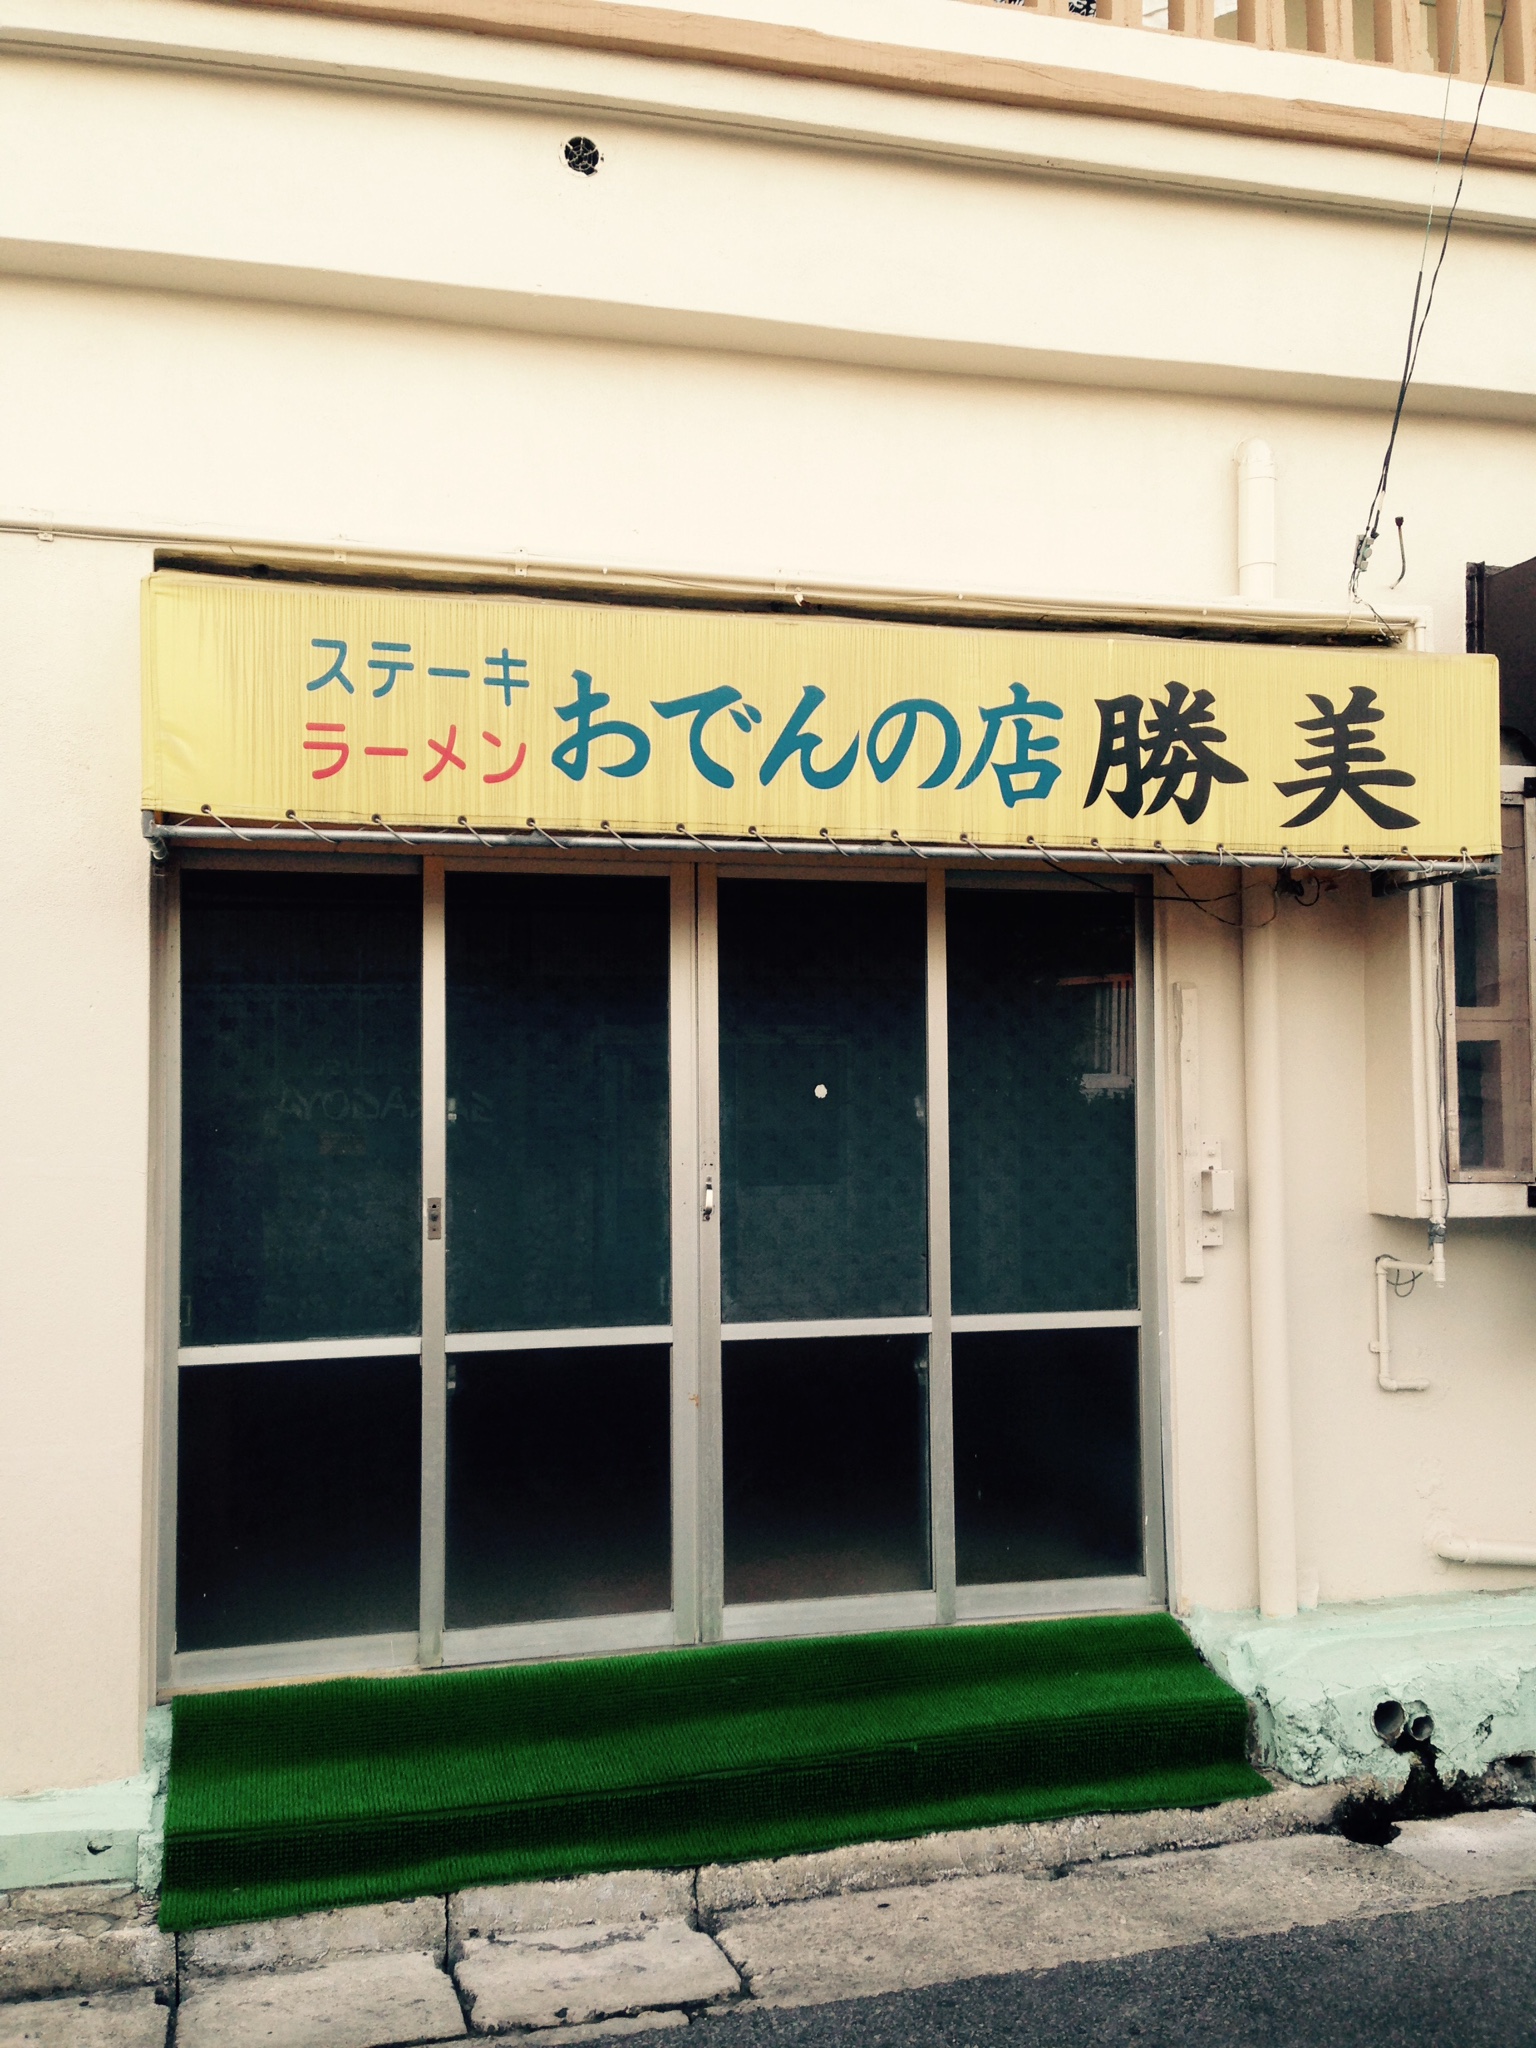 ステーキ
ラーメン
おでんの店 勝美